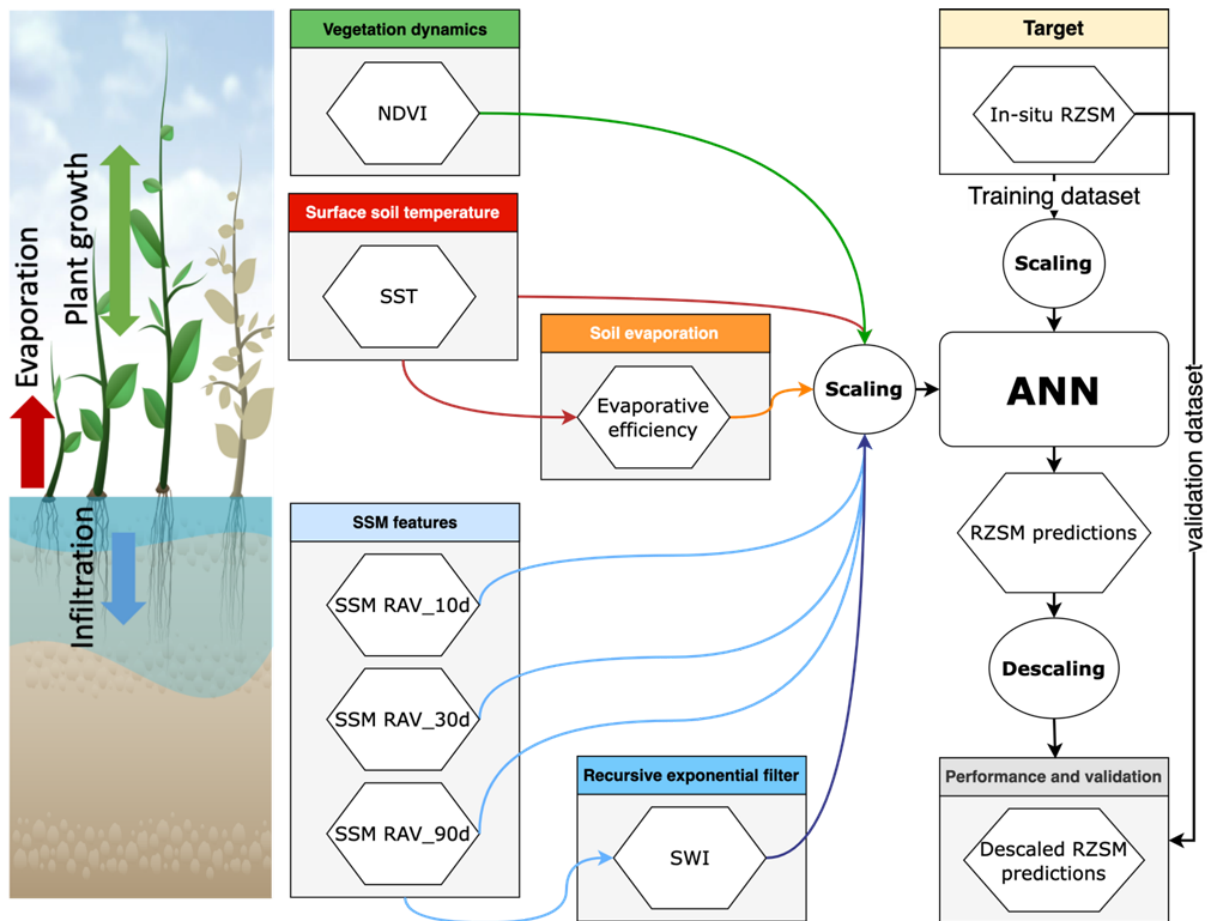 Evaporation
Plant growth
Infiltration
Vegetation dynamics
NDVI
Surface soil temperature
SST
Soil evaporation
Evaporative
efficiency
SSM features
SSM RAV_10d
SSM RAV_30d
SSM RAV_90d
Recursive exponential filter
SWI
Scaling
Target
In-situ RZSM
Training dataset
Scaling
ANN
RZSM predictions
Descaling
Performance and validation
Descaled RZSM
predictions
validation dataset